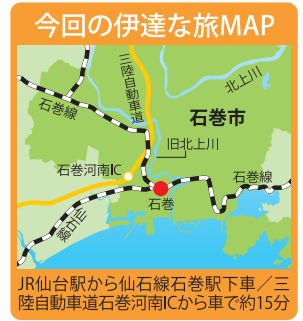 今回の伊達な旅MAP
三陸自動車道
北上川
石巻線
石巻市
旧北上川
石巻河南IC
石巻線
石巻
仙石線
JR仙台駅から仙石線石巻駅下車／三
陸自動車道石巻河南ICから車で約15分